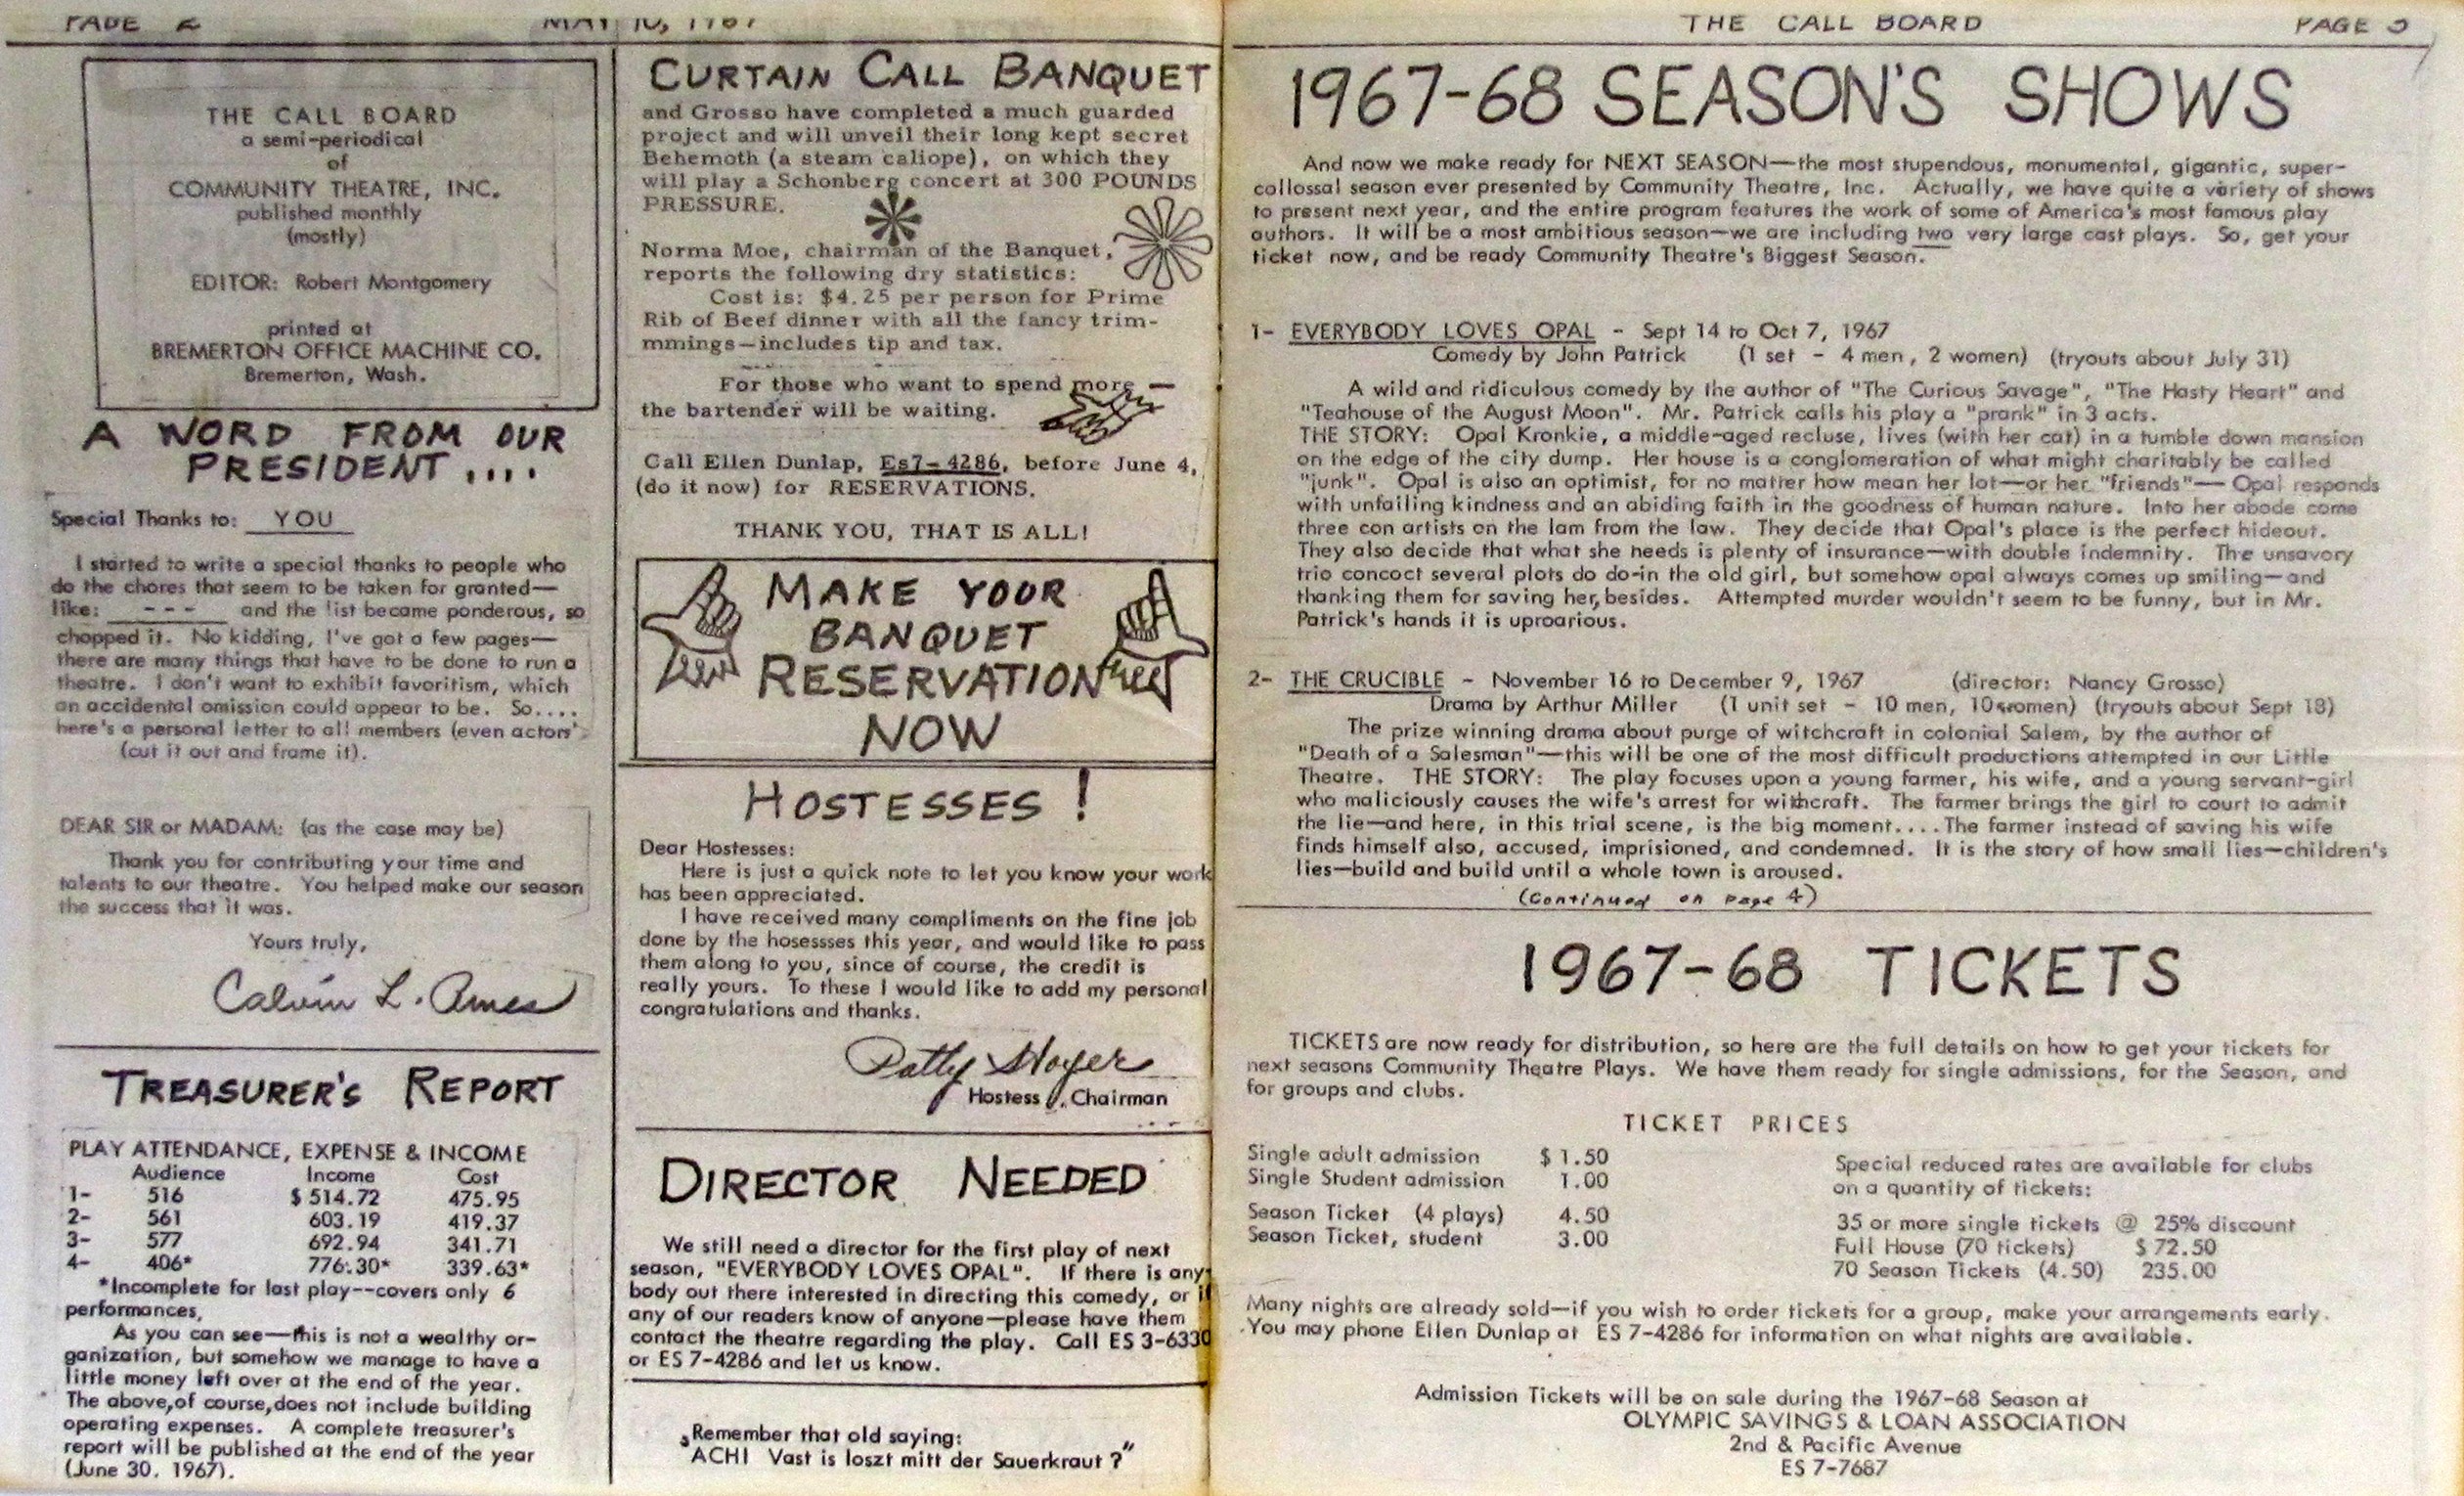 PAGE 2 MAY 10, 1967
THE CALL BOARD
a semi-periodical
of
COMMUNITY THEATRE, INC.
published monthly
(mostly)
EDITOR: Robert Montgomery
printed at
BREMERTON OFFICE MACHINE CO.
Bremerton, Wash.
A WORD FROM OUR
PRESIDENT ....
Special Thanks to: YOU
I started to write a special thanks to people who
do the chores that seem to be taken for granted—
like: --- and the list became ponderous, so
chopped it. No kidding, I've got a few pages—
there are many things that have to be done to run a
theatre. I don't want to exhibit favoritism, which
an accidental omission could appear to be. So....
here's a personal letter to all members (even actors'
(cut it out and frame it).
DEAR SIR or MADAM: (as the case may be)
Thank you for contributing your time and
talents to our theatre. You helped make our season
the success that it was.
Yours truly,
Calvin L. Ames
TREASURER'S REPORT
PLAY ATTENDANCE, EXPENSE & INCOME
Audience Income Cost
1- 516 $ 514.72 475.95
2- 561 603.19 419.37
3- 577 692.94 341.71
4- 406* 776.30* 339.63*
*Incomplete for last play--covers only 6
performances,
As you can see—this is not a wealthy or-
ganization, but somehow we manage to have a
little money left over at the end of the year.
The above,of course,does not include building
operating expenses. A complete treasurer's
report will be published at the end of the year
(June 30, 1967).
CURTAIN CALL BANQUET
and Grosso have completed a much guarded
project and will unveil their long kept secret
Behemoth (a steam caliope), on which they
will play a Schonberg concert at 300 POUNDS
PRESSURE.
Norma Moe, chairman of the Banquet,
reports the following dry statistics:
Cost is: $4.25 per person for Prime
Rib of Beef dinner with all the fancy trim-
mmings—includes tip and tax.
For those who want to spend more —
the bartender will be waiting.
Call Ellen Dunlap, Es7-4286, before June 4,
(do it now) for RESERVATIONS.
THANK YOU, THAT IS ALL!
MAKE YOUR
BANQUET
RESERVATION
NOW
HOSTESSES !
Dear Hostesses:
Here is just a quick note to let you know your work
has been appreciated.
I have received many compliments on the fine job
done by the hosessses this year, and would like to pass
them along to you, since of course, the credit is
really yours. To these I would like to add my personal
congratulations and thanks.
Patty Hoyer
Hostess Chairman
DIRECTOR NEEDED
We still need a director for the first play of next
season, "EVERYBODY LOVES OPAL". If there is any
body out there interested in directing this comedy, or if
any of our readers know of anyone—please have them
contact the theatre regarding the play. Call ES 3-6330
or ES 7-4286 and let us know.
„Remember that old saying:
ACHI Vast is loszt mitt der Sauerkraut ?"
THE CALL BOARD PAGE 3
1967-68 SEASON'S SHOWS
And now we make ready for NEXT SEASON—the most stupendous, monumental, gigantic, super-
collossal season ever presented by Community Theatre, Inc. Actually, we have quite a variety of shows
to present next year, and the entire program features the work of some of America's most famous play
authors. It will be a most ambitious season—we are including two very large cast plays. So, get your
ticket now, and be ready Community Theatre's Biggest Season.
1- EVERYBODY LOVES OPAL - Sept 14 to Oct 7, 1967
Comedy by John Patrick (1 set - 4 men, 2 women) (tryouts about July 31)
A wild and ridiculous comedy by the author of "The Curious Savage", "The Hasty Heart" and
"Teahouse of the August Moon". Mr. Patrick calls his play a "prank" in 3 acts.
THE STORY: Opal Kronkie, a middle-aged recluse, lives (with her cat) in a tumble down mansion
on the edge of the city dump. Her house is a conglomeration of what might charitably be called
"junk". Opal is also an optimist, for no matter how mean her lot—or her "friends"— Opal responds
with unfailing kindness and an abiding faith in the goodness of human nature. Into her abode come
three con artists on the lam from the law. They decide that Opal's place is the perfect hideout.
They also decide that what she needs is plenty of insurance—with double indemnity. The unsavory
trio concoct several plots do do-in the old girl, but somehow opal always comes up smiling—and
thanking them for saving her,besides. Attempted murder wouldn't seem to be funny, but in Mr.
Patrick's hands it is uproarious.
2- THE CRUCIBLE - November 16 to December 9, 1967 (director: Nancy Grosso)
Drama by Arthur Miller (1 unit set - 10 men, 10 women) (tryouts about Sept 18)
The prize winning drama about purge of witchcraft in colonial Salem, by the author of
"Death of a Salesman"—this will be one of the most difficult productions attempted in our Little
Theatre. THE STORY: The play focuses upon a young farmer, his wife, and a young servant-girl
who maliciously causes the wife's arrest for withcraft. The farmer brings the girl to court to admit
the lie—and here, in this trial scene, is the big moment....The farmer instead of saving his wife
finds himself also, accused, imprisioned, and condemned. It is the story of how small lies—children's
lies—build and build until a whole town is aroused.
(Continued on page 4)
1967-68 TICKETS
TICKETS are now ready for distribution, so here are the full details on how to get your tickets for
next seasons Community Theatre Plays. We have them ready for single admissions, for the Season, and
for groups and clubs.
TICKET PRICES
Single adult admission $ 1.50
Single Student admission 1.00
Season Ticket (4 plays) 4.50
Season Ticket, student 3.00
Special reduced rates are available for clubs
on a quantity of tickets:
35 or more single tickets @ 25% discount
Full House (70 tickets) $ 72.50
70 Season Tickets (4.50) 235.00
Many nights are already sold—if you wish to order tickets for a group, make your arrangements early.
You may phone Ellen Dunlap at ES 7-4286 for information on what nights are available.
Admission Tickets will be on sale during the 1967-68 Season at
OLYMPIC SAVINGS & LOAN ASSOCIATION
2nd & Pacific Avenue
ES 7-7687